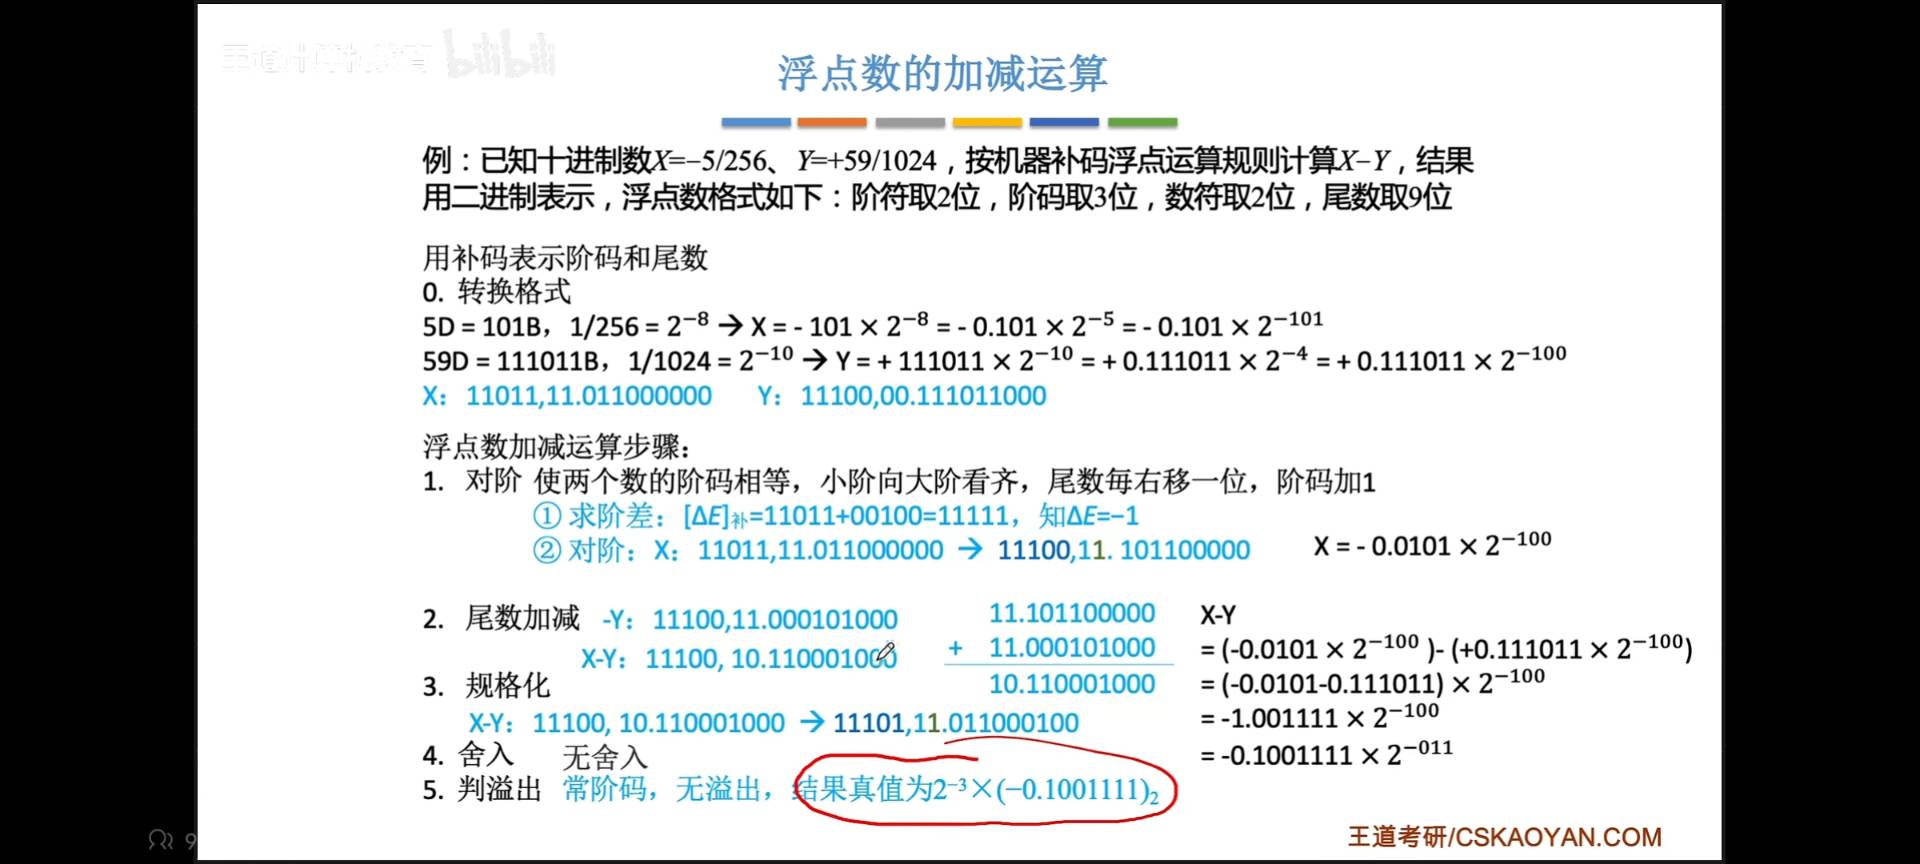 王道计算机教育 bilibili
浮点数的加减运算
例：已知十进制数X=−5/256、Y=+59/1024，按机器补码浮点运算规则计算X−Y，结果
用二进制表示，浮点数格式如下：阶符取2位，阶码取3位，数符取2位，尾数取9位
用补码表示阶码和尾数
0. 转换格式
5D = 101B，1/256 = 2⁻⁸ → X = - 101 × 2⁻⁸ = - 0.101 × 2⁻⁵ = - 0.101 × 2⁻¹⁰¹
59D = 111011B，1/1024 = 2⁻¹⁰ → Y = + 111011 × 2⁻¹⁰ = + 0.111011 × 2⁻⁴ = + 0.111011 × 2⁻¹⁰⁰
X：11011,11.011000000 Y：11100,00.111011000
浮点数加减运算步骤：
1. 对阶 使两个数的阶码相等，小阶向大阶看齐，尾数每右移一位，阶码加1
① 求阶差：[ΔE]补=11011+00100=11111，知ΔE=−1
② 对阶：X：11011,11.011000000 → 11100,11. 101100000 X = - 0.0101 × 2⁻¹⁰⁰
2. 尾数加减 -Y：11100,11.000101000 11.101100000 X-Y
X-Y：11100, 10.110001000 + 11.000101000 = (-0.0101 × 2⁻¹⁰⁰ )- (+0.111011 × 2⁻¹⁰⁰)
3. 规格化 10.110001000 = (-0.0101-0.111011) × 2⁻¹⁰⁰
X-Y：11100, 10.110001000 → 11101,11.011000100 = -1.001111 × 2⁻¹⁰⁰
4. 舍入 无舍入 = -0.1001111 × 2⁻⁰¹¹
5. 判溢出 常阶码，无溢出，结果真值为2⁻³×(−0.1001111)₂
王道考研/CSKAOYAN.COM
9